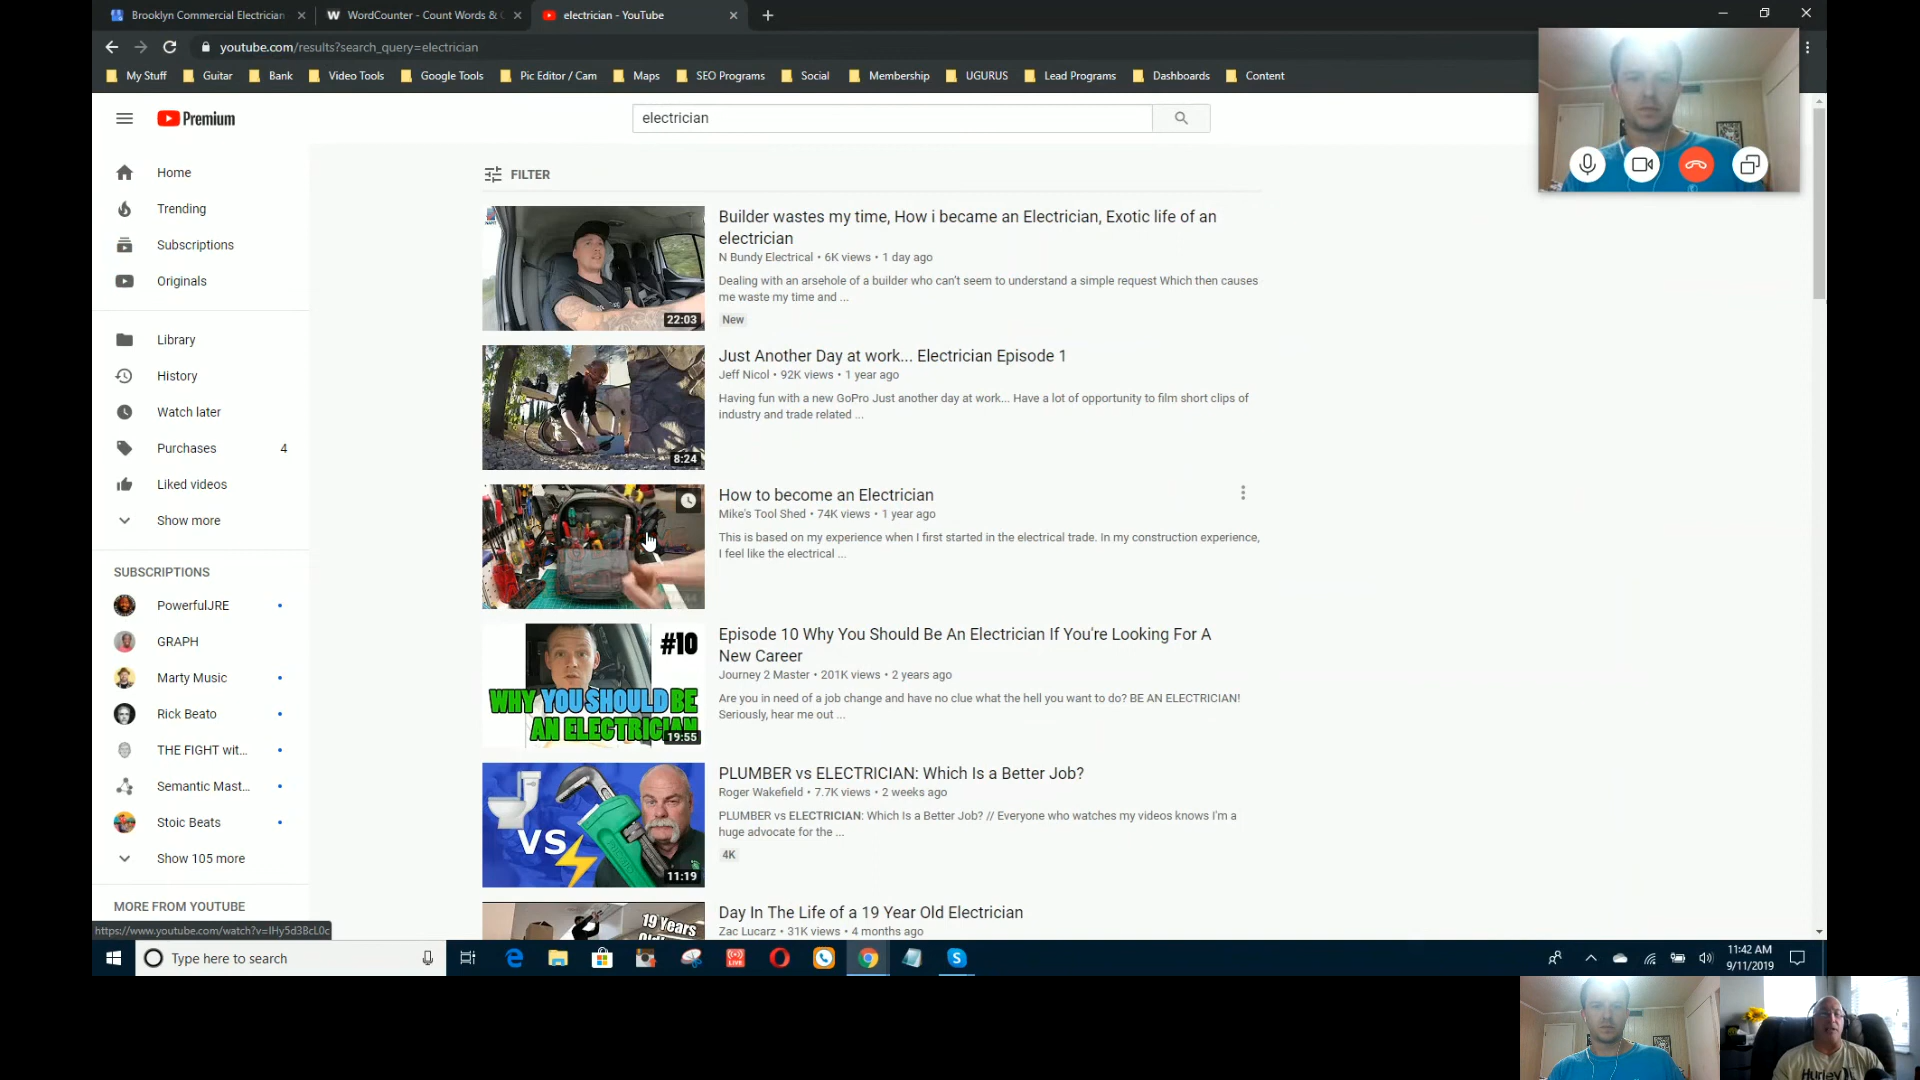 Brooklyn Commercial Electrician
WordCounter - Count Words &
electrician - YouTube
youtube.com/results?search_query=electrician
My Stuff
Guitar
Bank
Video Tools
Google Tools
Pic Editor / Cam
Maps
SEO Programs
Social
Membership
UGURUS
Lead Programs
Dashboards
Content
Premium
electrician
Home
Trending
Subscriptions
Originals
Library
History
Watch later
Purchases 4
Liked videos
Show more
SUBSCRIPTIONS
PowerfulJRE
GRAPH
Marty Music
Rick Beato
THE FIGHT wit...
Semantic Mast...
Stoic Beats
Show 105 more
MORE FROM YOUTUBE
https://www.youtube.com/watch?v=IHy5d3BcL0c
FILTER
22:03
Builder wastes my time, How i became an Electrician, Exotic life of an
electrician
N Bundy Electrical • 6K views • 1 day ago
Dealing with an arsehole of a builder who can't seem to understand a simple request Which then causes
me waste my time and ...
New
8:24
Just Another Day at work... Electrician Episode 1
Jeff Nicol • 92K views • 1 year ago
Having fun with a new GoPro Just another day at work... Have a lot of opportunity to film short clips of
industry and trade related ...
How to become an Electrician
Mike's Tool Shed • 74K views • 1 year ago
This is based on my experience when I first started in the electrical trade. In my construction experience,
I feel like the electrical ...
#10
WHY YOU SHOULD BE
AN ELECTRICIAN
19:55
Episode 10 Why You Should Be An Electrician If You're Looking For A
New Career
Journey 2 Master • 201K views • 2 years ago
Are you in need of a job change and have no clue what the hell you want to do? BE AN ELECTRICIAN!
Seriously, hear me out ...
VS
11:19
PLUMBER vs ELECTRICIAN: Which Is a Better Job?
Roger Wakefield • 7.7K views • 2 weeks ago
PLUMBER vs ELECTRICIAN: Which Is a Better Job? // Everyone who watches my videos knows I'm a
huge advocate for the ...
4K
19 Years
Day In The Life of a 19 Year Old Electrician
Zac Lucarz • 31K views • 4 months ago
Type here to search
LIVE
11:42 AM
9/11/2019
Hurley